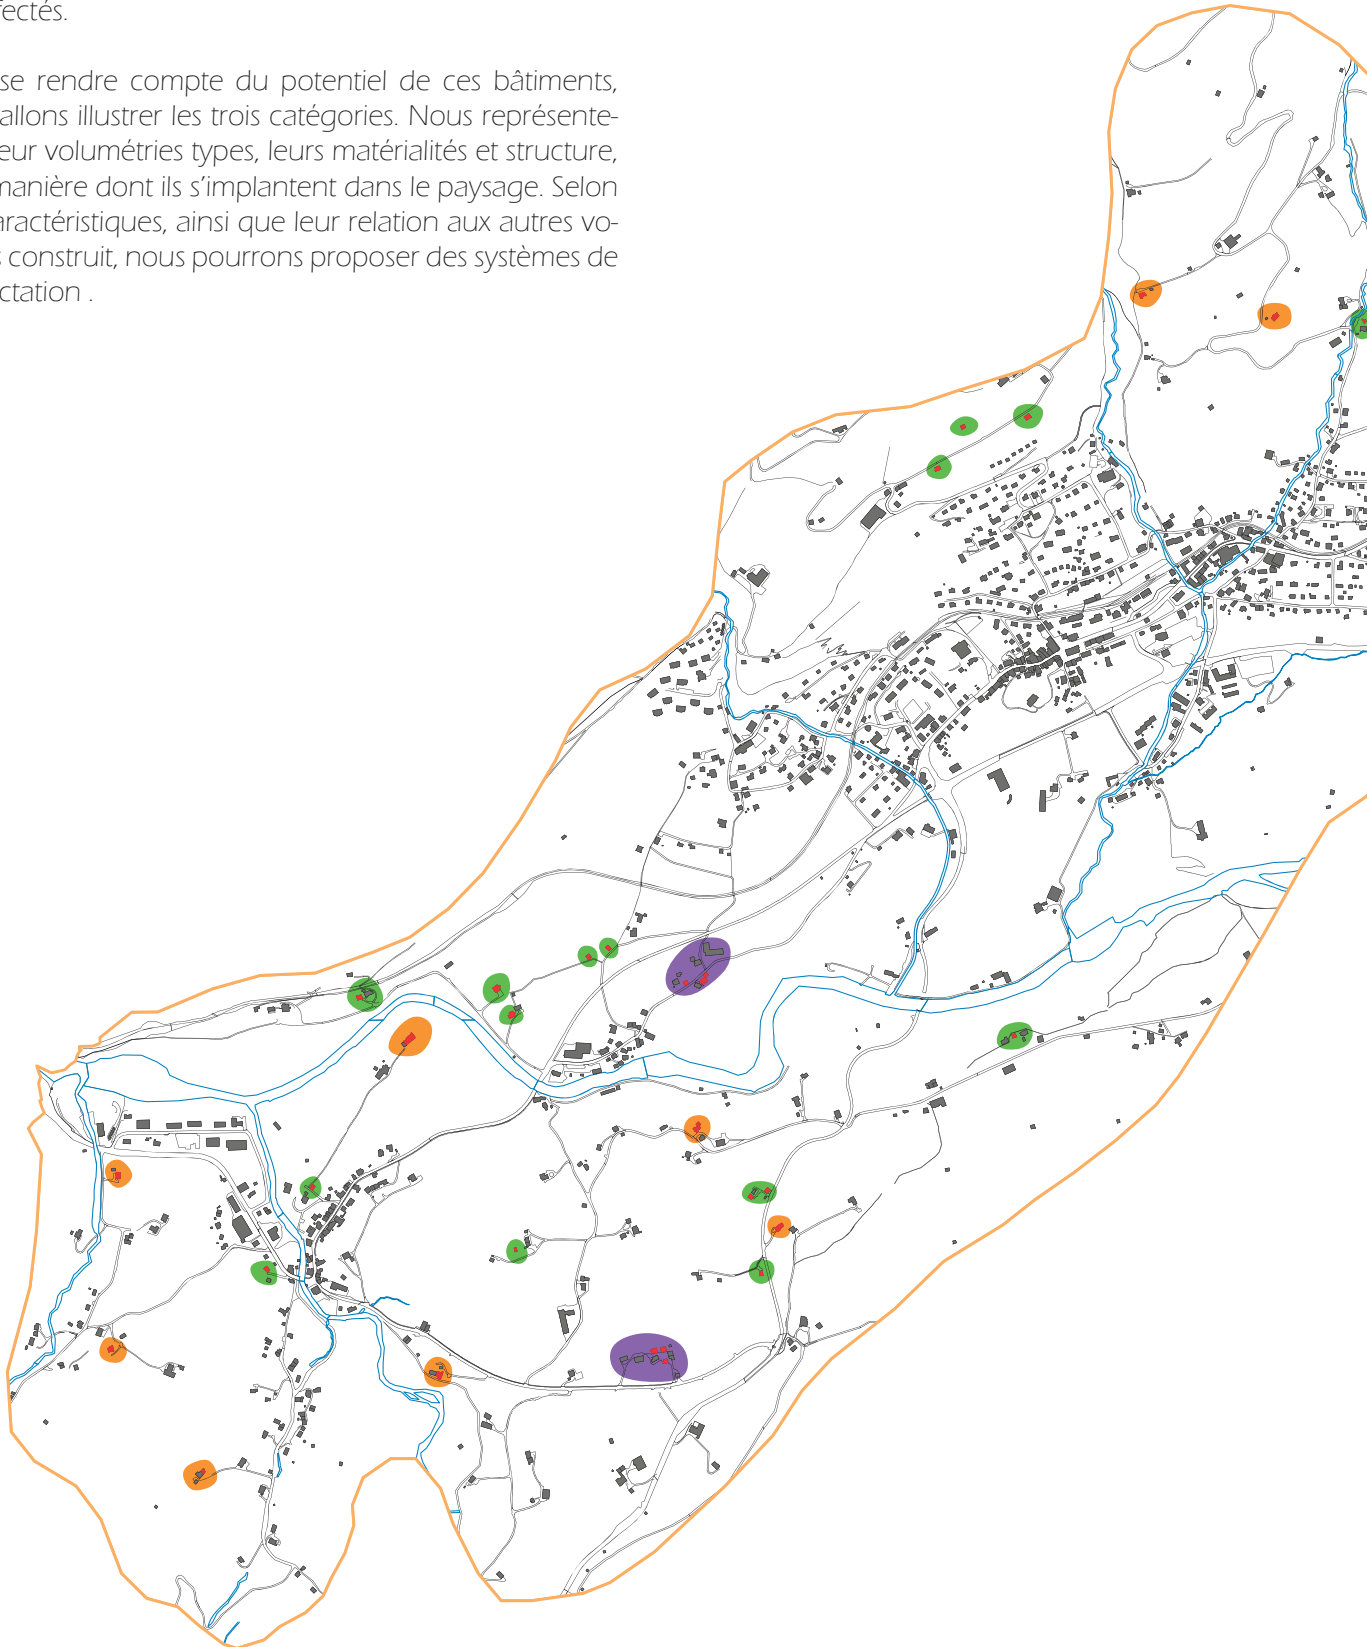 fectés.
se rendre compte du potentiel de ces bâtiments,
allons illustrer les trois catégories. Nous représente-
eur volumétries types, leurs matérialités et structure,
manière dont ils s'implantent dans le paysage. Selon
aractéristiques, ainsi que leur relation aux autres vo-
s construit, nous pourrons proposer des systèmes de
ctation .